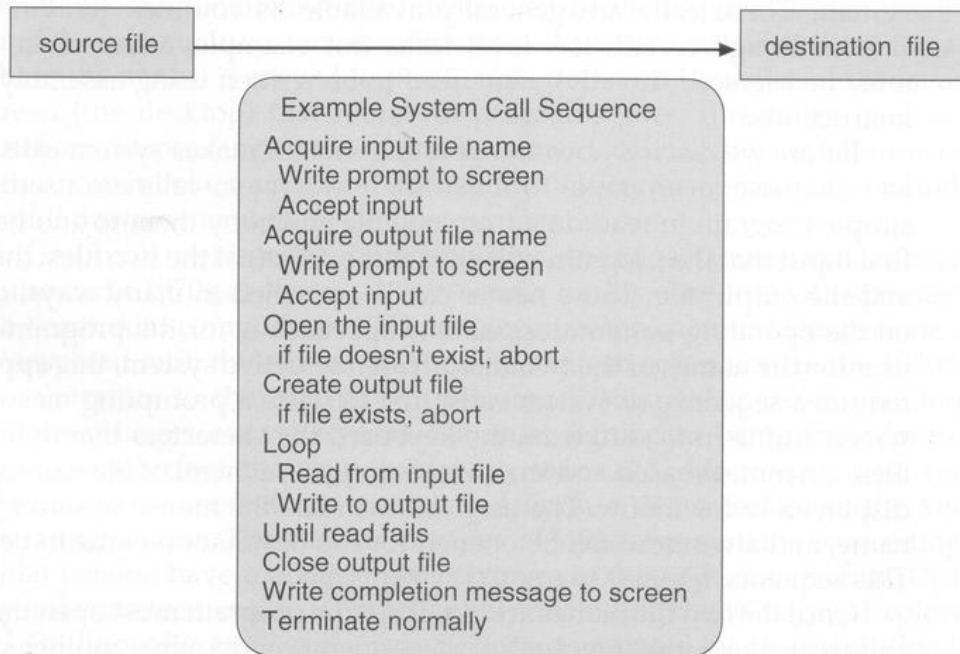 source file
destination file
Example System Call Sequence
Acquire input file name
Write prompt to screen
Accept input
Acquire output file name
Write prompt to screen
Accept input
Open the input file
if file doesn't exist, abort
Create output file
if file exists, abort
Loop
Read from input file
Write to output file
Until read fails
Close output file
Write completion message to screen
Terminate normally